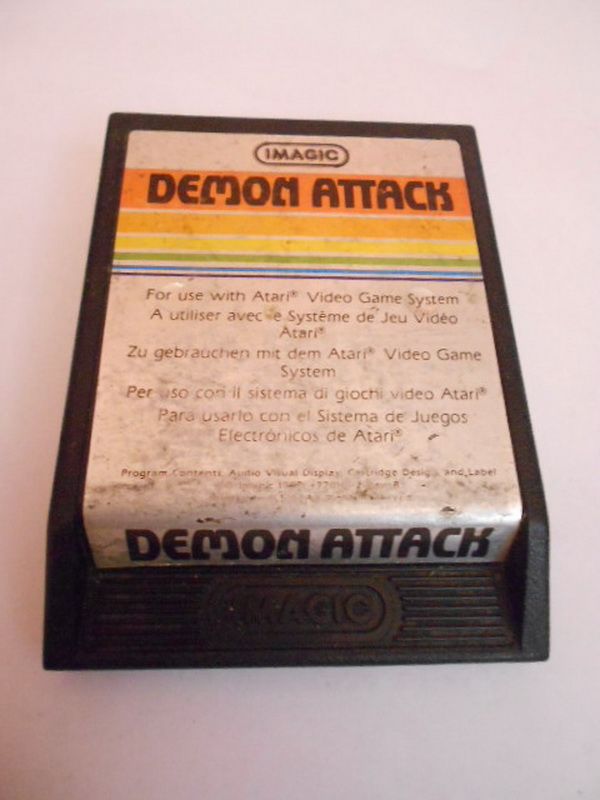 IMAGIC
DEMON ATTACK
For use with Atari® Video Game System
A utiliser avec e Système de Jeu Vidéo
Atari®
Zu gebrauchen mit dem Atari® Video Game
System
Per uso con il sistema di giochi video Atari®
Para usarlo con el Sistema de Juegos
Electrónicos de Atari®
Program Contents, Audio Visual Display, Cartridge Design and Label
Imagic
DEMON ATTACK
IMAGIC